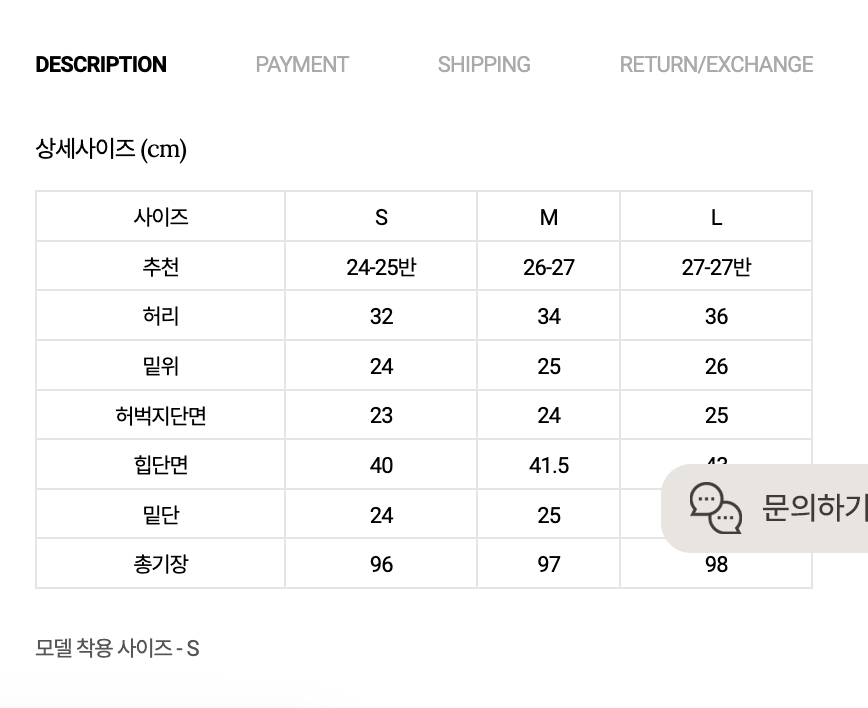 DESCRIPTION PAYMENT SHIPPING RETURN/EXCHANGE
상세사이즈 (cm)
사이즈 S M L
추천 24-25반 26-27 27-27반
허리 32 34 36
밑위 24 25 26
허벅지단면 23 24 25
힙단면 40 41.5
밑단 24 25
문의하기
총기장 96 97 98
모델 착용 사이즈 - S